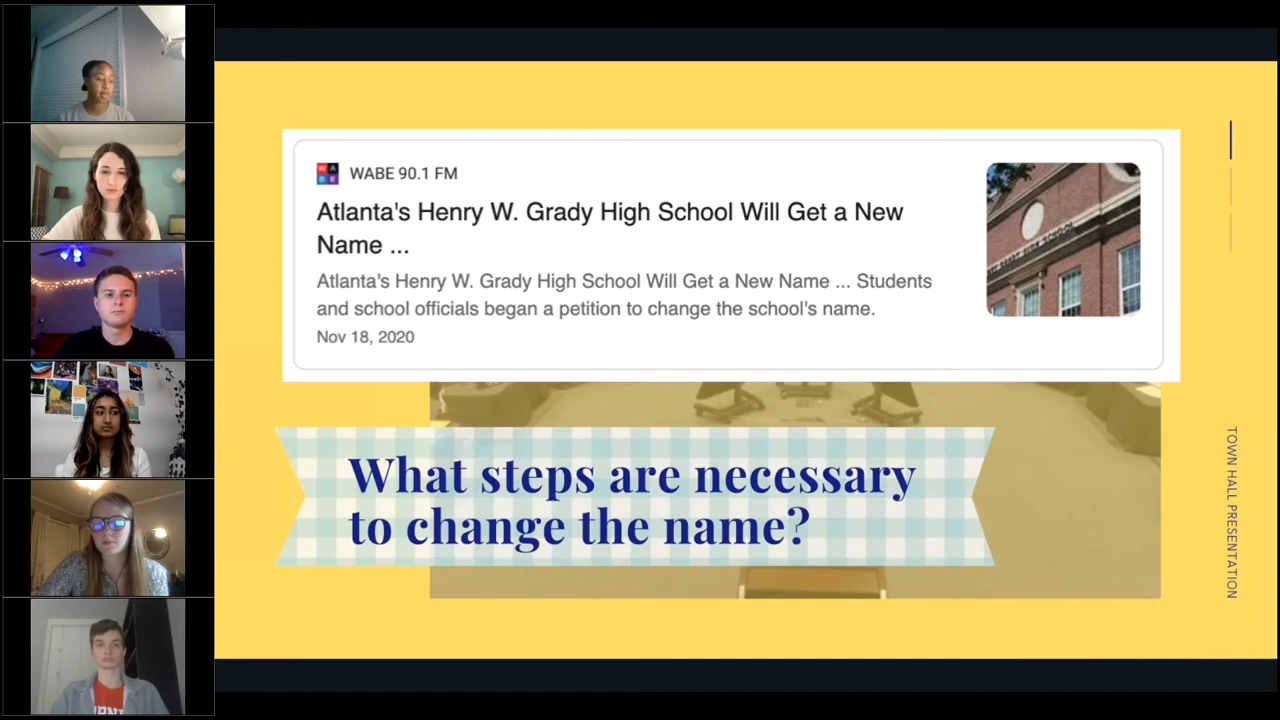 WABE 90.1 FM
Atlanta's Henry W. Grady High School Will Get a New
Name ...
Atlanta's Henry W. Grady High School Will Get a New Name ... Students
and school officials began a petition to change the school's name.
Nov 18, 2020
What steps are necessary
to change the name?
TOWN HALL PRESENTATION